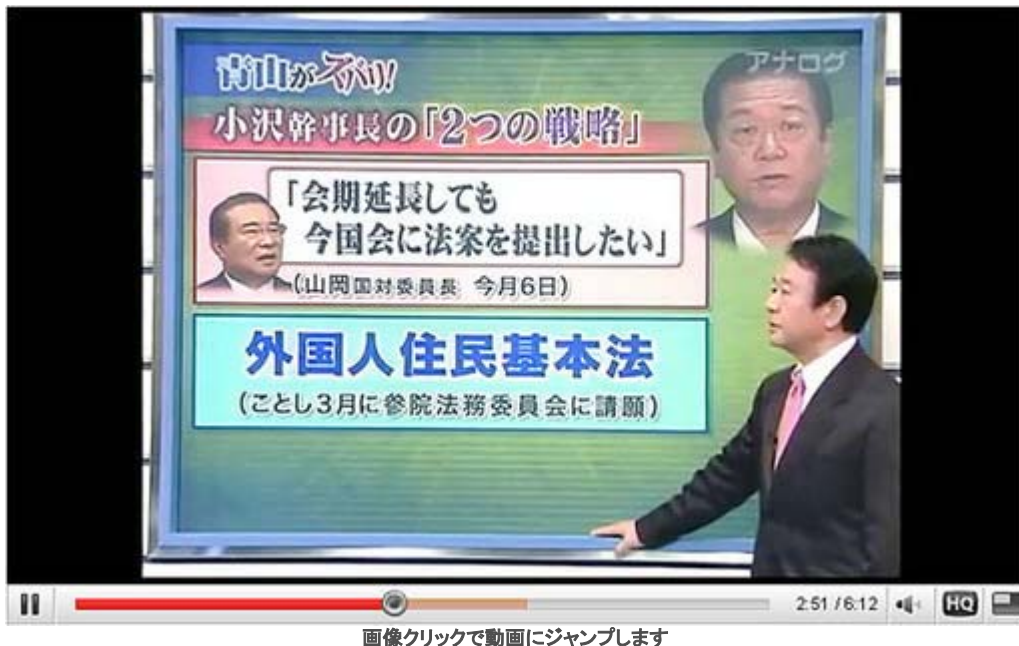 アナログ
青山がズバリ!
小沢幹事長の「2つの戦略」
「会期延長しても
今国会に法案を提出したい」
(山岡国対委員長 今月6日)
外国人住民基本法
(ことし3月に参院法務委員会に請願)
2:51 / 6:12
HQ
画像クリックで動画にジャンプします